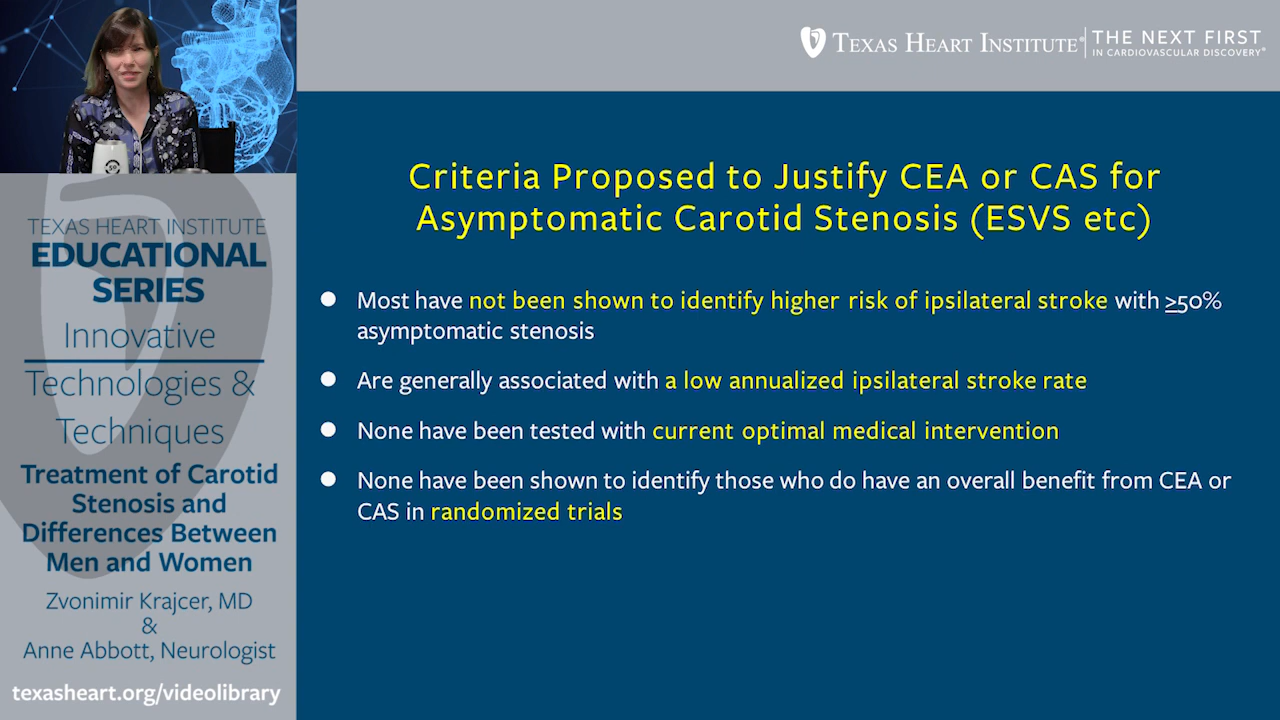 TEXAS HEART INSTITUTE® THE NEXT FIRST
IN CARDIOVASCULAR DISCOVERY®
TEXAS HEART INSTITUTE
EDUCATIONAL
SERIES
Innovative
Technologies &
Techniques
Treatment of Carotid
Stenosis and
Differences Between
Men and Women
Zvonimir Krajcer, MD
&
Anne Abbott, Neurologist
texasheart.org/videolibrary
Criteria Proposed to Justify CEA or CAS for
Asymptomatic Carotid Stenosis (ESVS etc)
● Most have not been shown to identify higher risk of ipsilateral stroke with ≥50%
asymptomatic stenosis
● Are generally associated with a low annualized ipsilateral stroke rate
● None have been tested with current optimal medical intervention
● None have been shown to identify those who do have an overall benefit from CEA or
CAS in randomized trials